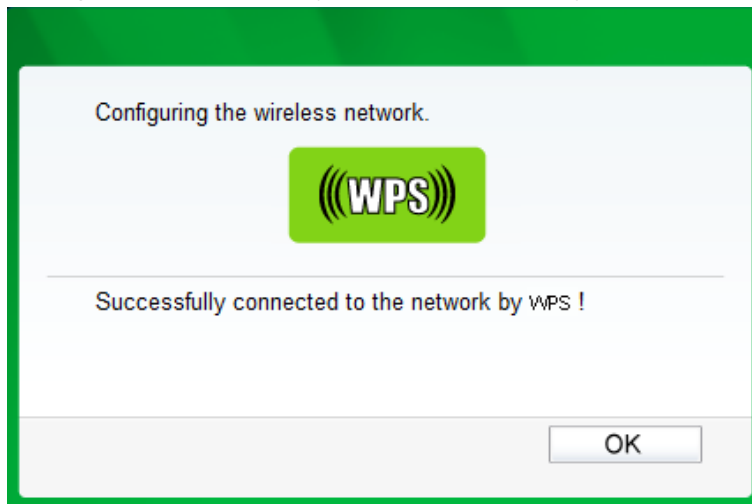 Configuring the wireless network.
(((WPS)))
Successfully connected to the network by WPS !
OK